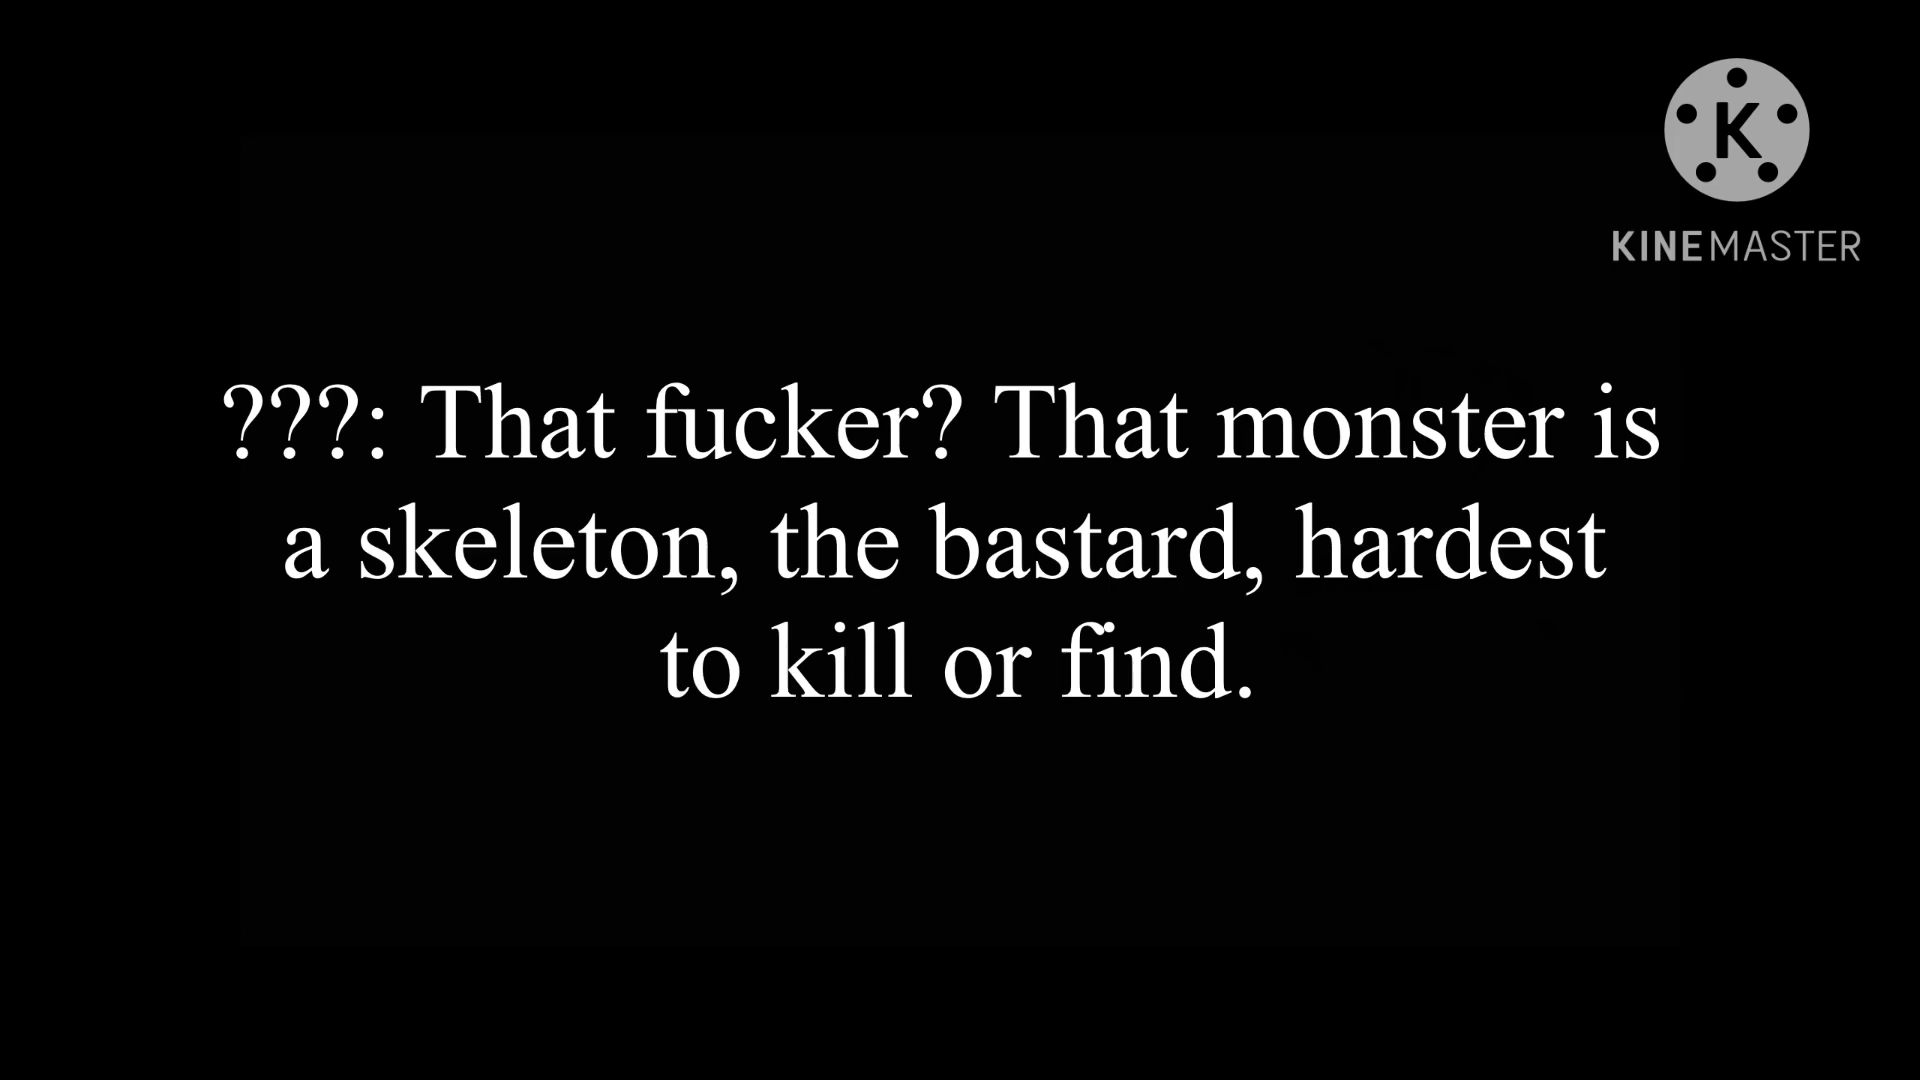 K
KINEMASTER
???: That fucker? That monster is
a skeleton, the bastard, hardest
to kill or find.